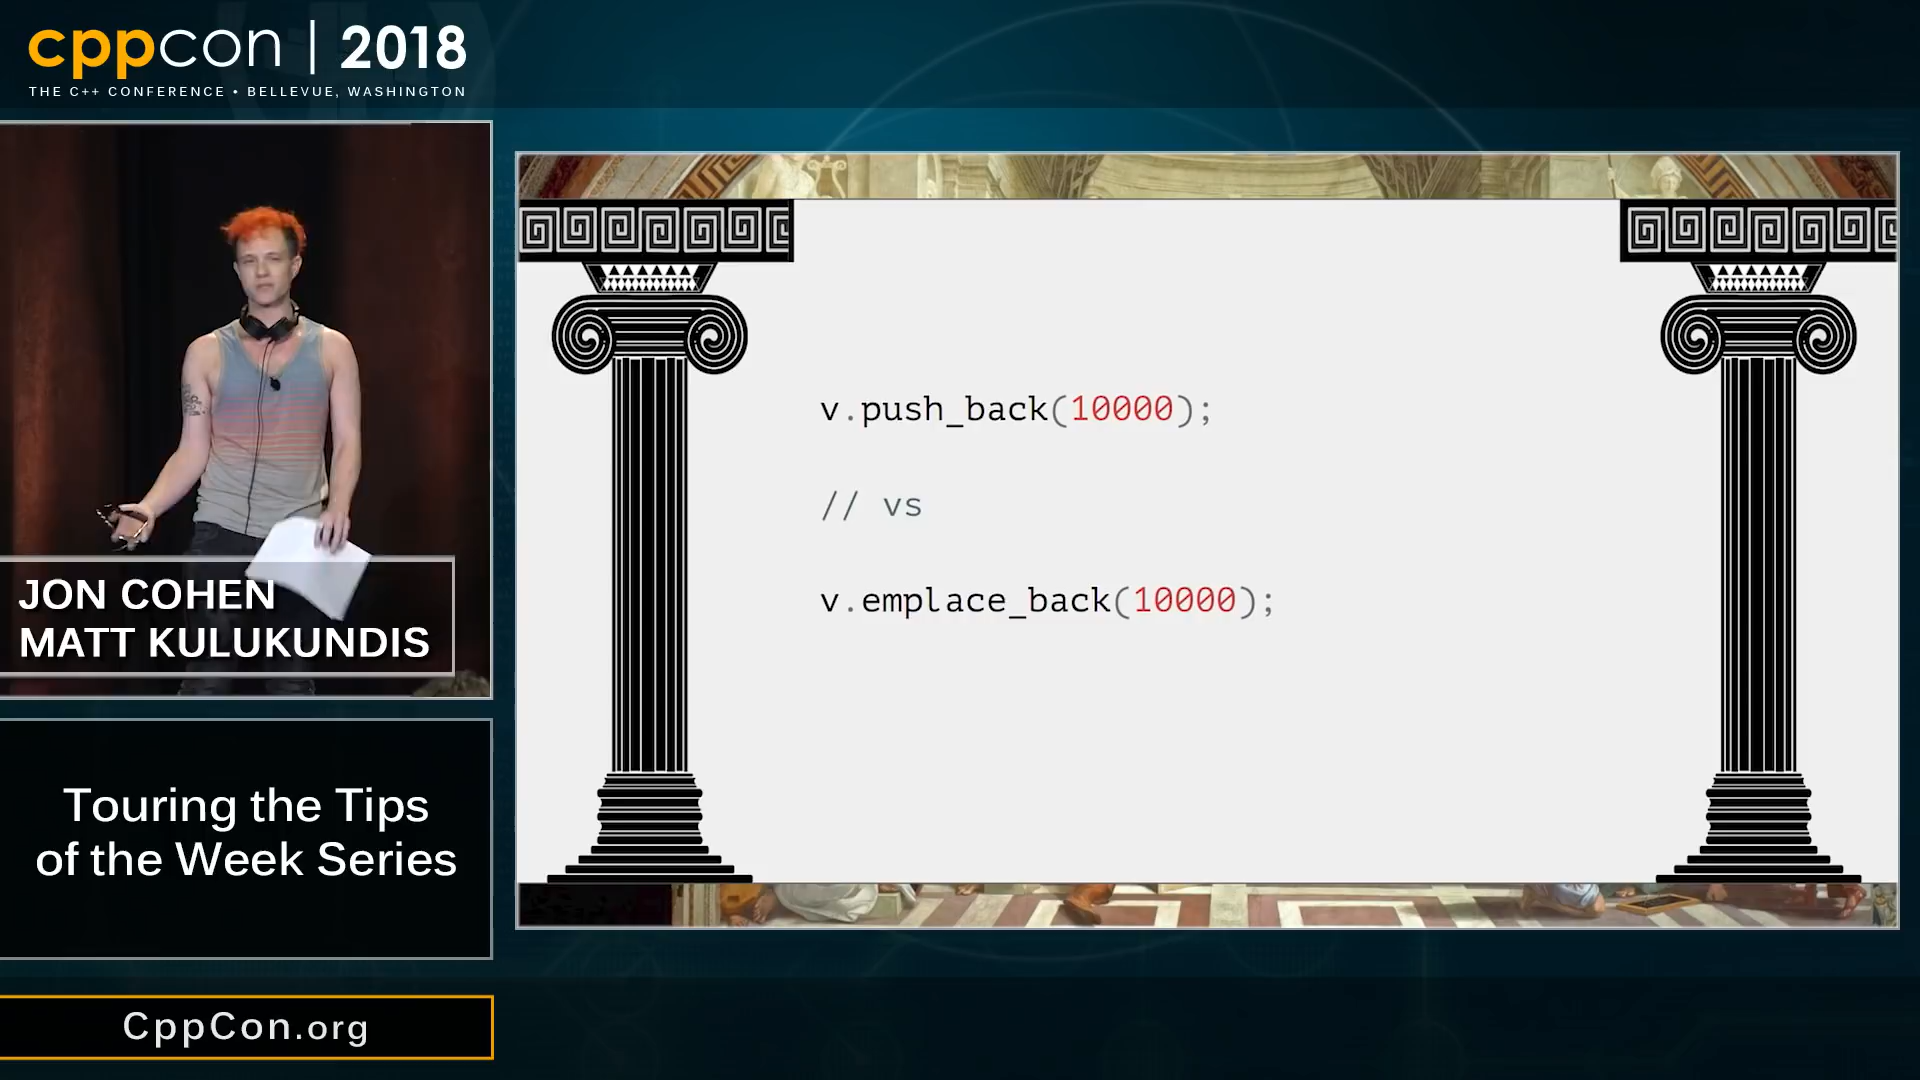 cppcon | 2018
THE C++ CONFERENCE • BELLEVUE, WASHINGTON
JON COHEN
MATT KULUKUNDIS
Touring the Tips
of the Week Series
CppCon.org
v.push_back(10000);
// vs
v.emplace_back(10000);